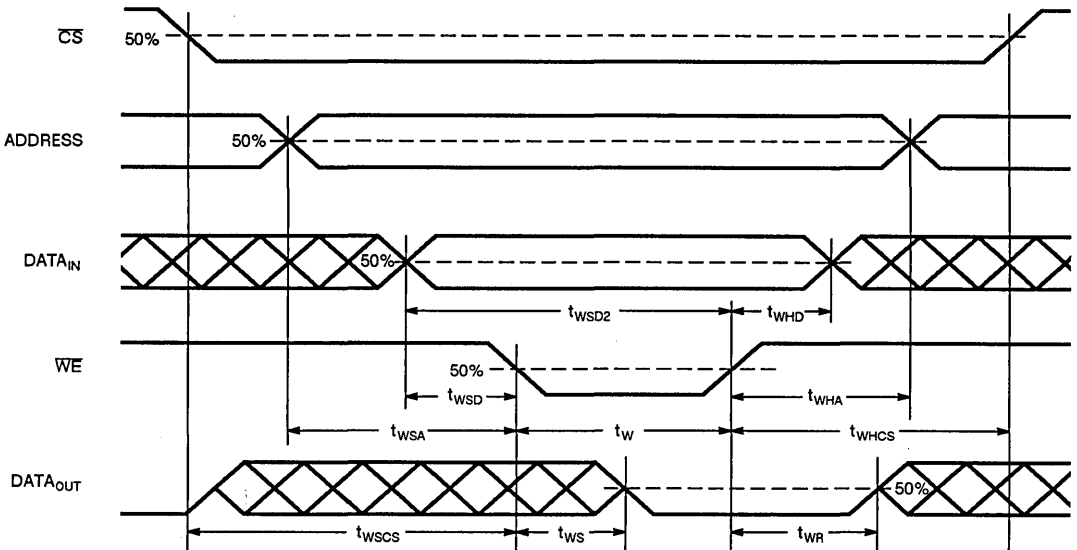 CS
50%
ADDRESS
50%
DATAIN
50%
tWSD2
tWHD
WE
50%
tWSD
tWHA
tWSA
tW
tWHCS
DATAOUT
50%
tWSCS
tWS
tWR